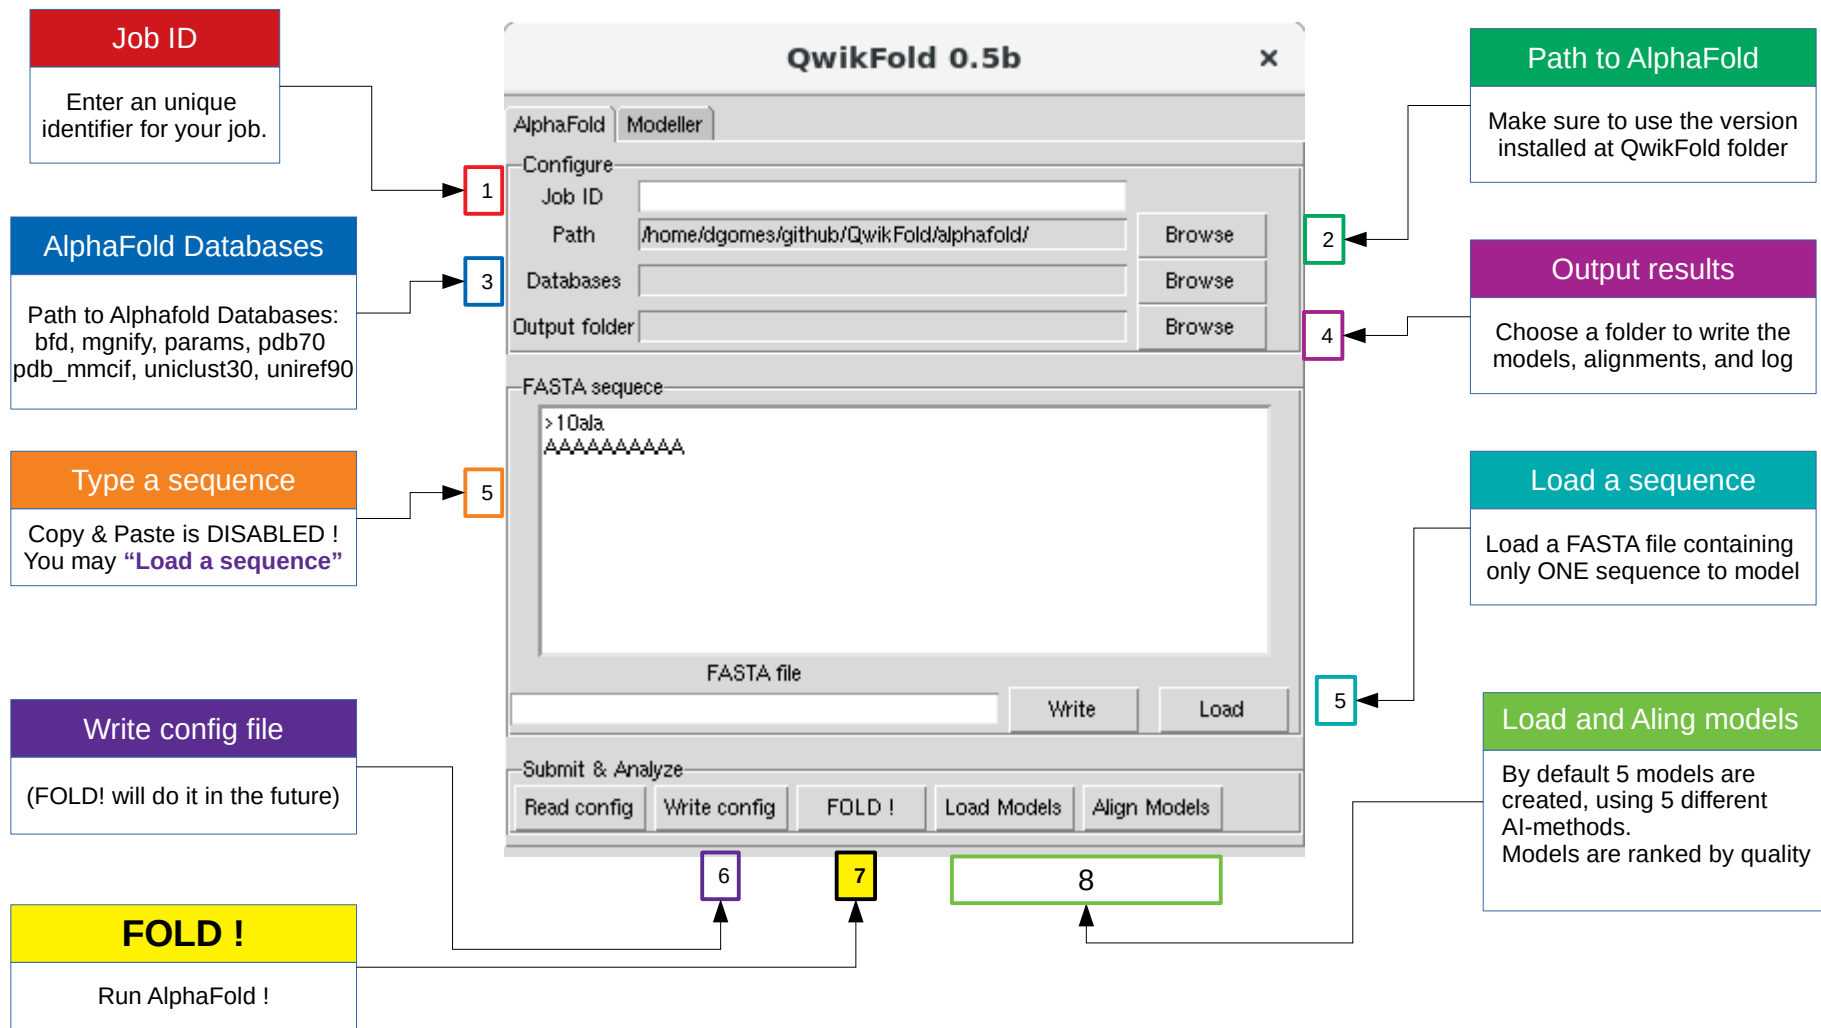 Job ID
Enter an unique
identifier for your job.
AlphaFold Databases
Path to Alphafold Databases:
bfd, mgnify, params, pdb70
pdb_mmcif, uniclust30, uniref90
Type a sequence
Copy & Paste is DISABLED !
You may “Load a sequence”
Write config file
(FOLD! will do it in the future)
FOLD !
Run AlphaFold !
QwikFold 0.5b ×
AlphaFold Modeller
Configure
1 Job ID
Path /home/dgomes/github/QwikFold/alphafold/ Browse 2
3 Databases Browse
Output folder Browse 4
FASTA sequece
>10ala
AAAAAAAAAA
5
FASTA file
Write Load 5
Submit & Analyze
Read config Write config FOLD ! Load Models Align Models
6 7 8
Path to AlphaFold
Make sure to use the version
installed at QwikFold folder
Output results
Choose a folder to write the
models, alignments, and log
Load a sequence
Load a FASTA file containing
only ONE sequence to model
Load and Aling models
By default 5 models are
created, using 5 different
AI-methods.
Models are ranked by quality